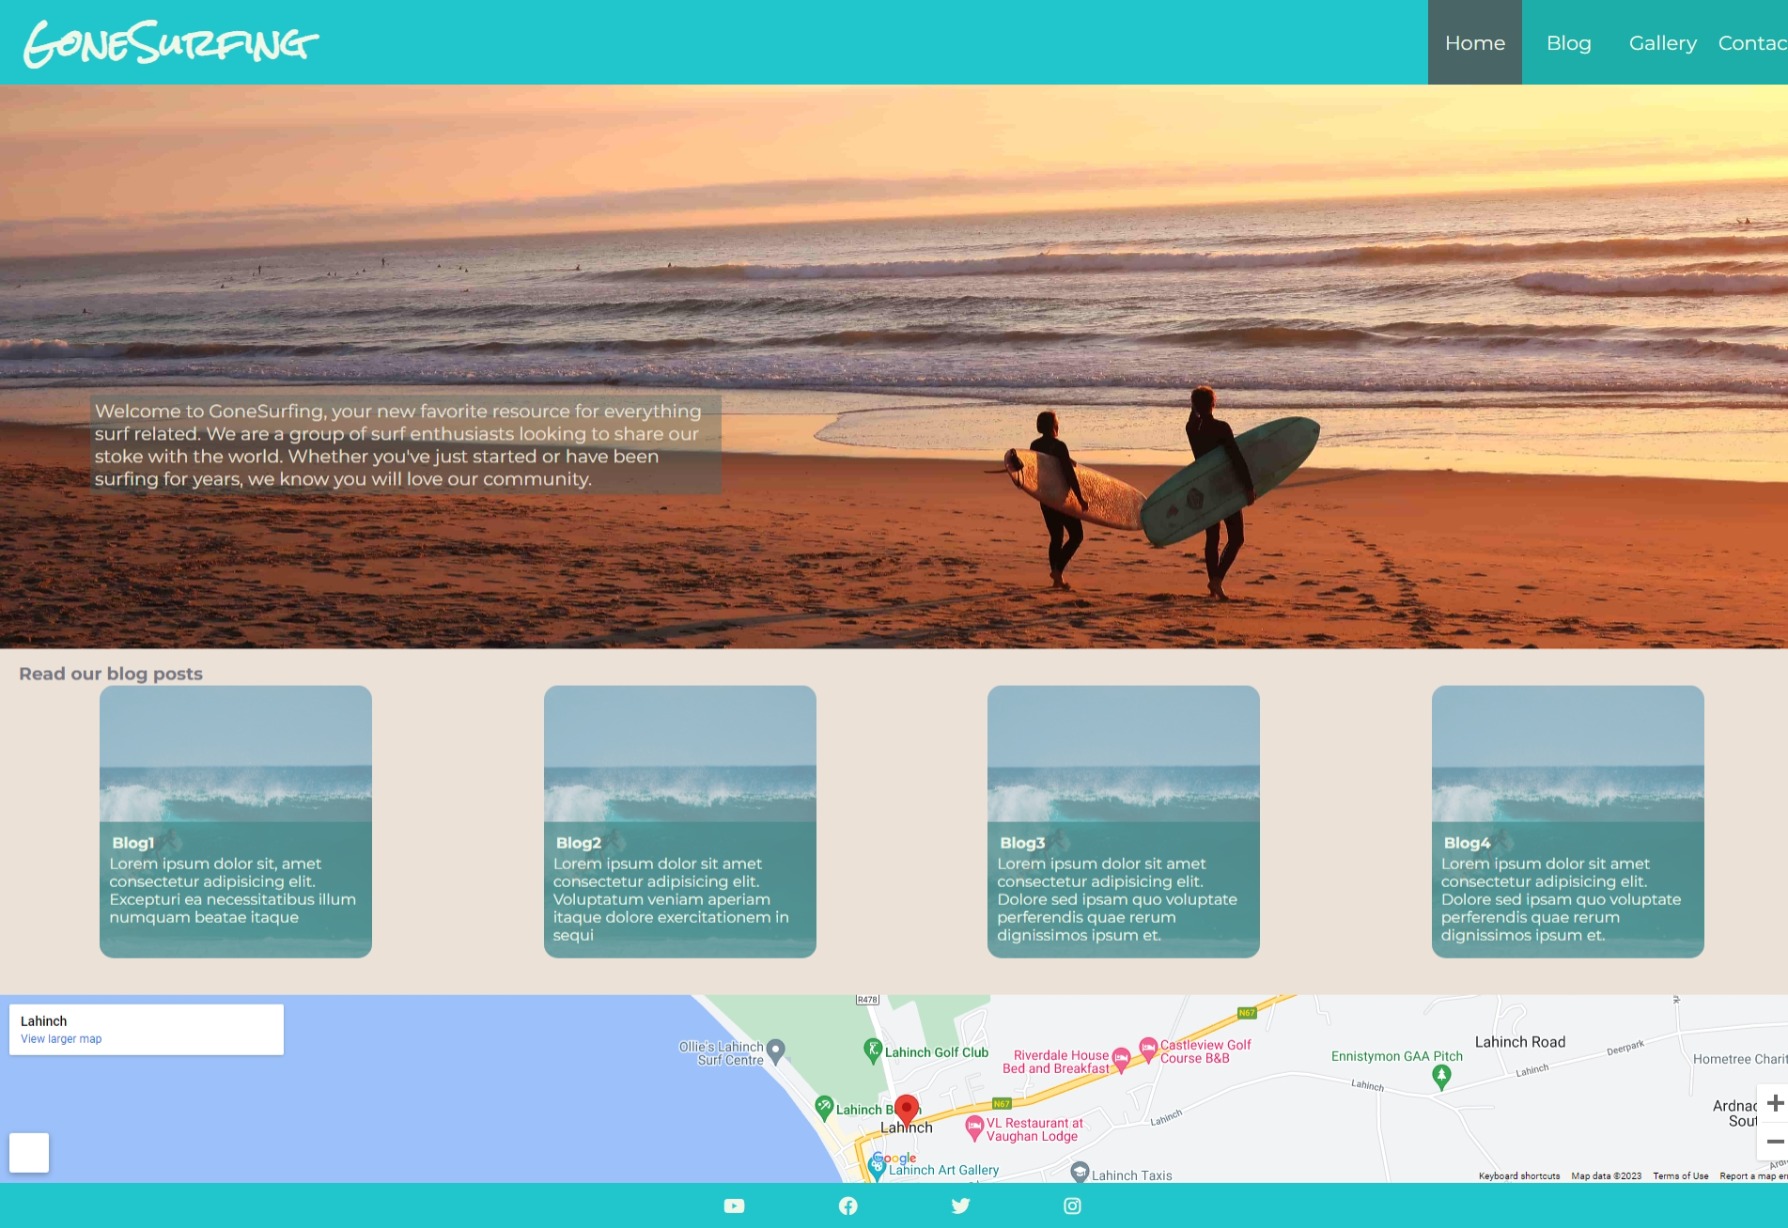 GoneSurfing
Home
Blog
Gallery
Contac
Welcome to GoneSurfing, your new favorite resource for everything
surf related. We are a group of surf enthusiasts looking to share our
stoke with the world. Whether you've just started or have been
surfing for years, we know you will love our community.
Read our blog posts
Blog1
Lorem ipsum dolor sit, amet
consectetur adipisicing elit.
Excepturi ea necessitatibus illum
numquam beatae itaque
Blog2
Lorem ipsum dolor sit amet
consectetur adipisicing elit.
Voluptatum veniam aperiam
itaque dolore exercitationem in
sequi
Blog3
Lorem ipsum dolor sit amet
consectetur adipisicing elit.
Dolore sed ipsam quo voluptate
perferendis quae rerum
dignissimos ipsum et.
Blog4
Lorem ipsum dolor sit amet
consectetur adipisicing elit.
Dolore sed ipsam quo voluptate
perferendis quae rerum
dignissimos ipsum et.
Lahinch
View larger map
R478
N67
Ollie's Lahinch
Surf Centre
Lahinch Golf Club
Riverdale House
Bed and Breakfast
Castleview Golf
Course B&B
Ennistymon GAA Pitch
Lahinch Road
Deerpark
Hometree Charit
Lahinch
Lahinch
N67
Lahinch B
Lahinch
VL Restaurant at
Vaughan Lodge
Lahinch
Ardnac
Sout
Google
Lahinch Art Gallery
Lahinch Taxis
Keyboard shortcuts
Map data ©2023
Terms of Use
Report a map er